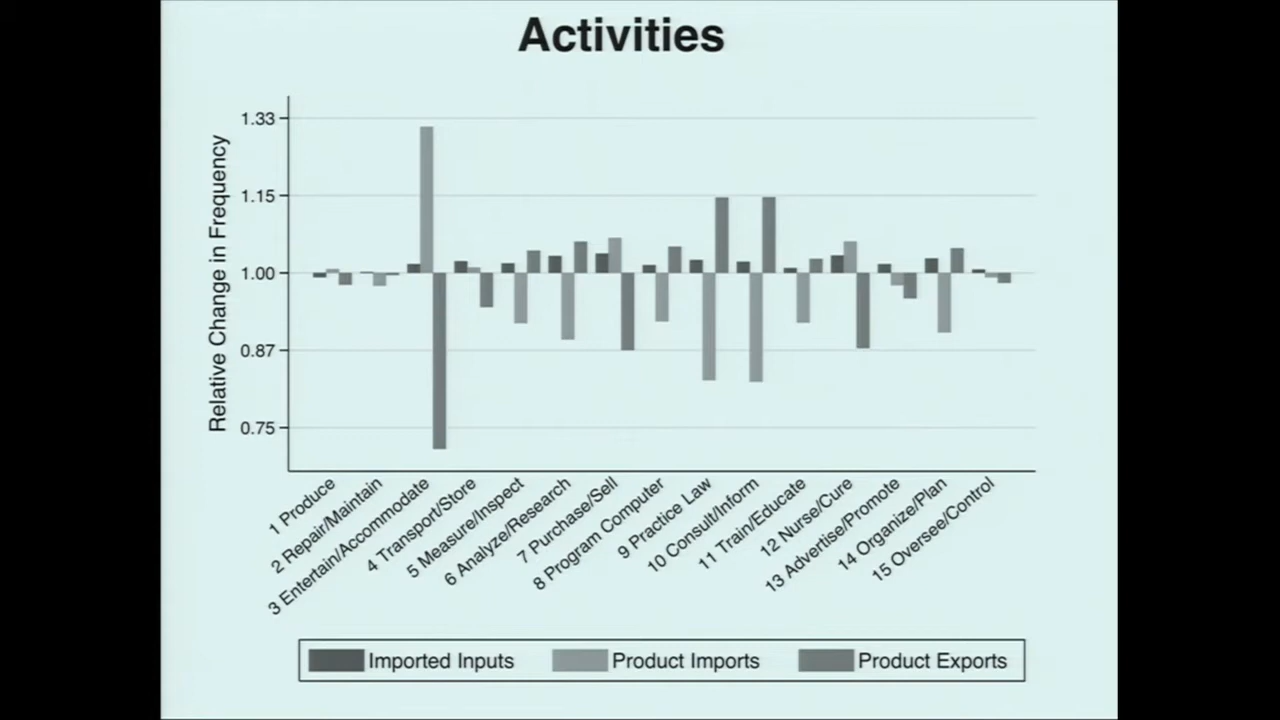 Activities
Relative Change in Frequency
1.33
1.15
1.00
0.87
0.75
1 Produce
2 Repair/Maintain
3 Entertain/Accommodate
4 Transport/Store
5 Measure/Inspect
6 Analyze/Research
7 Purchase/Sell
8 Program Computer
9 Practice Law
10 Consult/Inform
11 Train/Educate
12 Nurse/Cure
13 Advertise/Promote
14 Organize/Plan
15 Oversee/Control
Imported Inputs Product Imports Product Exports